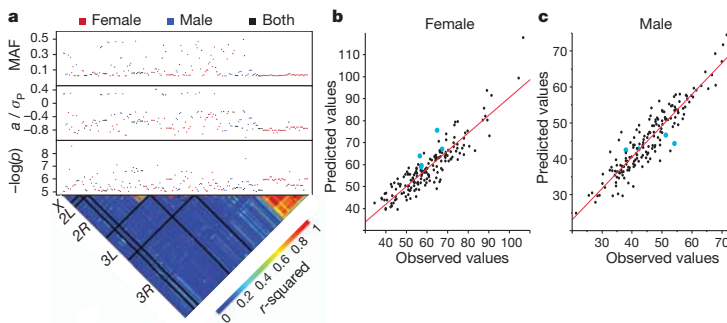 a
Female Male Both
MAF
0.5
0.3
0.1
a / σP
0.4
0
−0.4
−0.8
−log(p)
8
7
6
5
X
2L
2R
3L
3R
0 0.2 0.4 0.6 0.8 1
r-squared
b
Female
Predicted values
110
100
90
80
70
60
50
40
40 50 60 70 80 90 100
Observed values
c
Male
Predicted values
70
60
50
40
30
30 40 50 60 70
Observed values